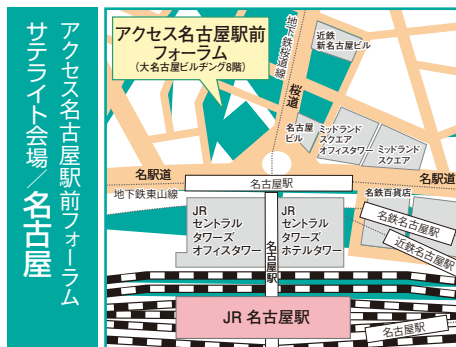 アクセス名古屋駅前フォーラム
サテライト会場／名古屋
アクセス名古屋駅前
フォーラム
（大名古屋ビルヂング8階）
地下鉄桜通線
近鉄
新名古屋ビル
桜道
名古屋
ビル
ミッドランド
スクエア
オフィスタワー
ミッドランド
スクエア
名駅道
名駅道
地下鉄東山線
名古屋駅
名鉄百貨店
JR
セントラル
タワーズ
オフィスタワー
JR
セントラル
タワーズ
ホテルタワー
名鉄名古屋駅
近鉄名古屋駅
名古屋駅
JR 名古屋駅
名古屋駅